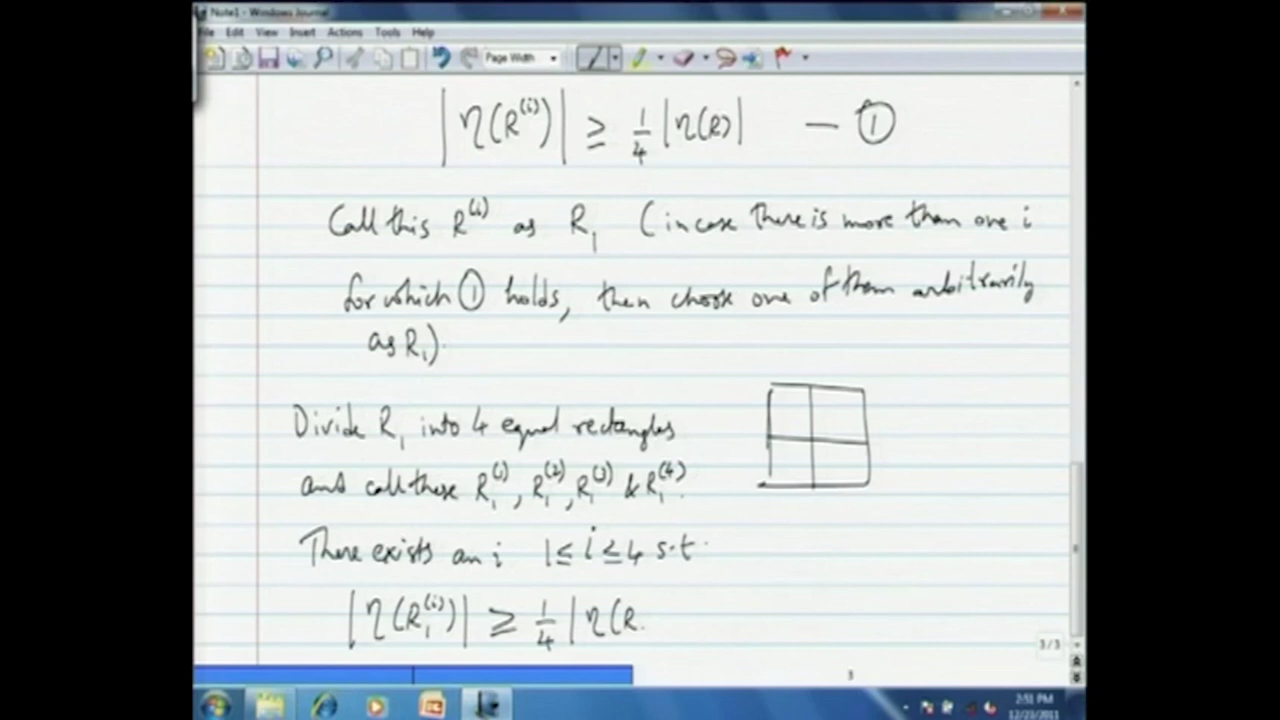 Note1 - Windows Journal
File Edit View Insert Actions Tools Help
Page Width
|η(R^(i))| ≥ 1/4 |η(R)| — ①
Call this R^(i) as R₁ (in case there is more than one i
for which ① holds, then choose one of them arbitrarily
as R₁).
Divide R₁ into 4 equal rectangles
and call these R₁^(1), R₁^(2), R₁^(3) & R₁^(4).
There exists an i 1 ≤ i ≤ 4 s.t.
|η(R₁^(i))| ≥ 1/4 |η(R
3/3
3
2:51 PM
12/23/2011